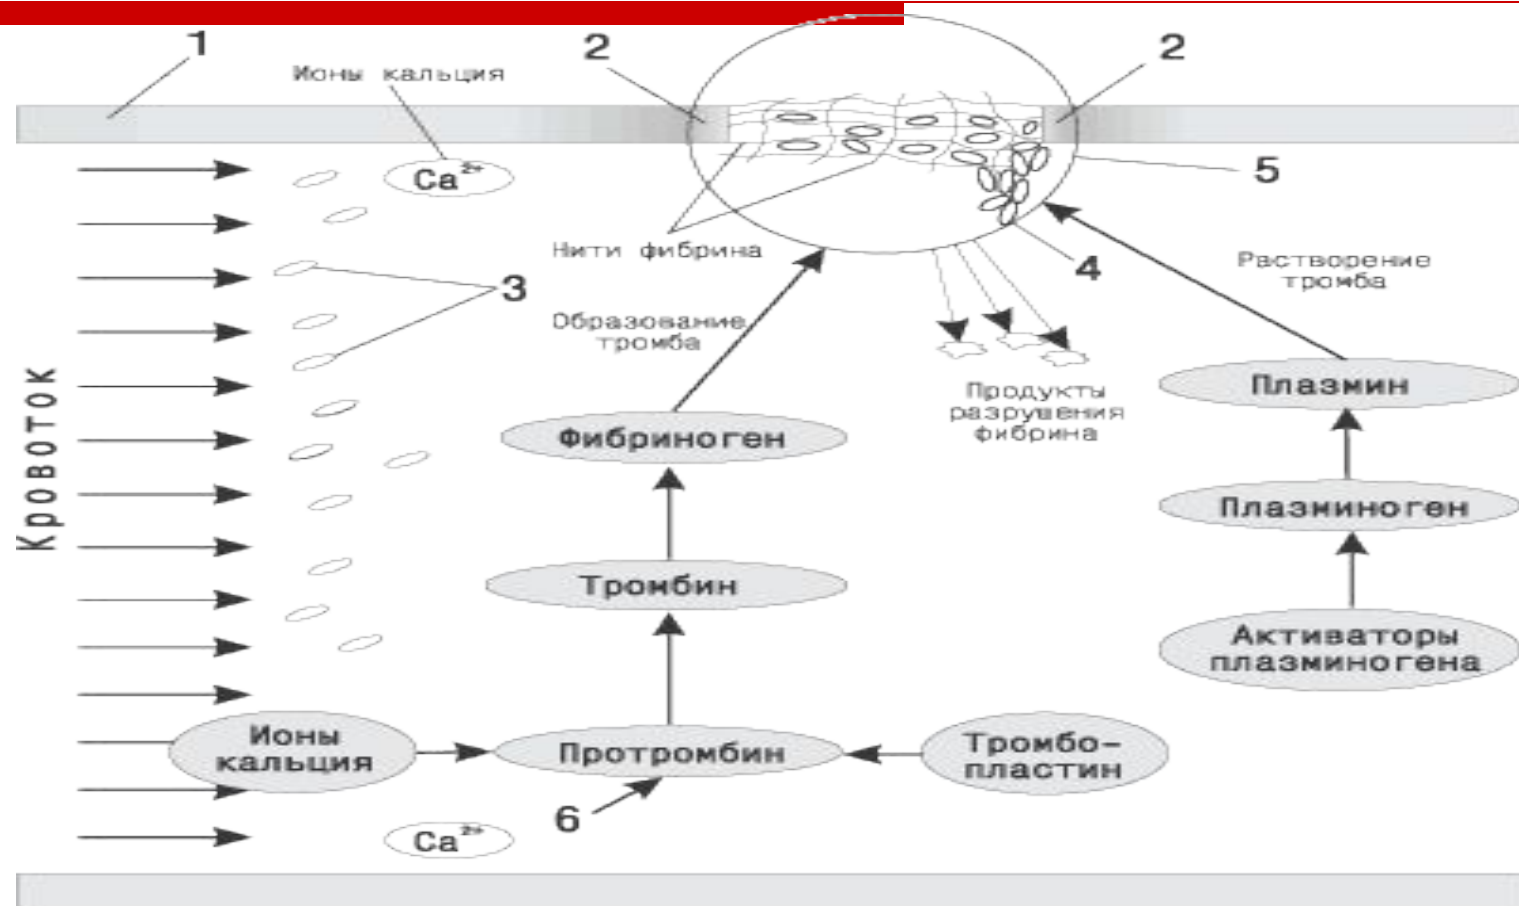 1
2
2
Ионы кальция
Ca²⁺
5
Нити фибрина
4
Растворение
тромба
3
Образование
тромба
Кровоток
Плазмин
Продукты
разрушения
фибрина
Фибриноген
Плазминоген
Тромбин
Активаторы
плазминогена
Ионы
кальция
Протромбин
Тромбо-
пластин
6
Ca²⁺